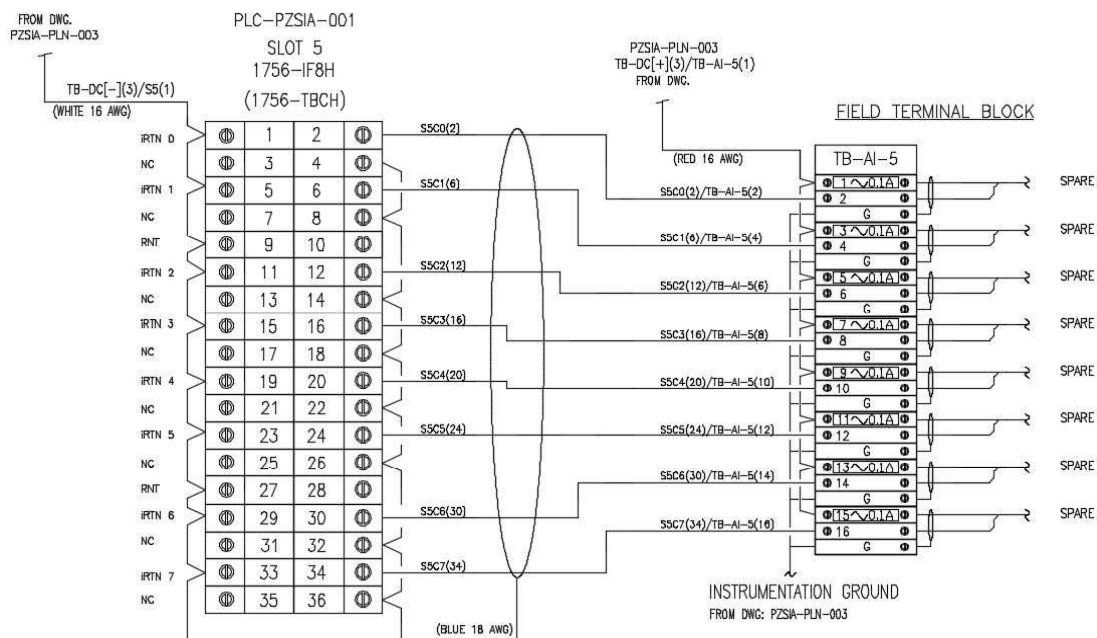 FROM DWG.
PZSIA-PLN-003
TB-DC[-](3)/S5(1)
(WHITE 16 AWG)
PLC-PZSIA-001
SLOT 5
1756-IF8H
(1756-TBCH)
iRTN 0 1 2 S5C0(2)
NC 3 4
iRTN 1 5 6 S5C1(6)
NC 7 8
RNT 9 10
iRTN 2 11 12 S5C2(12)
NC 13 14
iRTN 3 15 16 S5C3(16)
NC 17 18
iRTN 4 19 20 S5C4(20)
NC 21 22
iRTN 5 23 24 S5C5(24)
NC 25 26
RNT 27 28
iRTN 6 29 30 S5C6(30)
NC 31 32
iRTN 7 33 34 S5C7(34)
NC 35 36
(BLUE 18 AWG)
PZSIA-PLN-003
TB-DC[+](3)/TB-AI-5(1)
FROM DWG.
(RED 16 AWG)
FIELD TERMINAL BLOCK
TB-AI-5
1 0.1A SPARE
S5C0(2)/TB-AI-5(2) 2
G
3 0.1A SPARE
S5C1(6)/TB-AI-5(4) 4
G
5 0.1A SPARE
S5C2(12)/TB-AI-5(6) 6
G
7 0.1A SPARE
S5C3(16)/TB-AI-5(8) 8
G
9 0.1A SPARE
S5C4(20)/TB-AI-5(10) 10
G
11 0.1A SPARE
S5C5(24)/TB-AI-5(12) 12
G
13 0.1A SPARE
S5C6(30)/TB-AI-5(14) 14
G
15 0.1A SPARE
S5C7(34)/TB-AI-5(16) 16
G
INSTRUMENTATION GROUND
FROM DWG: PZSIA-PLN-003